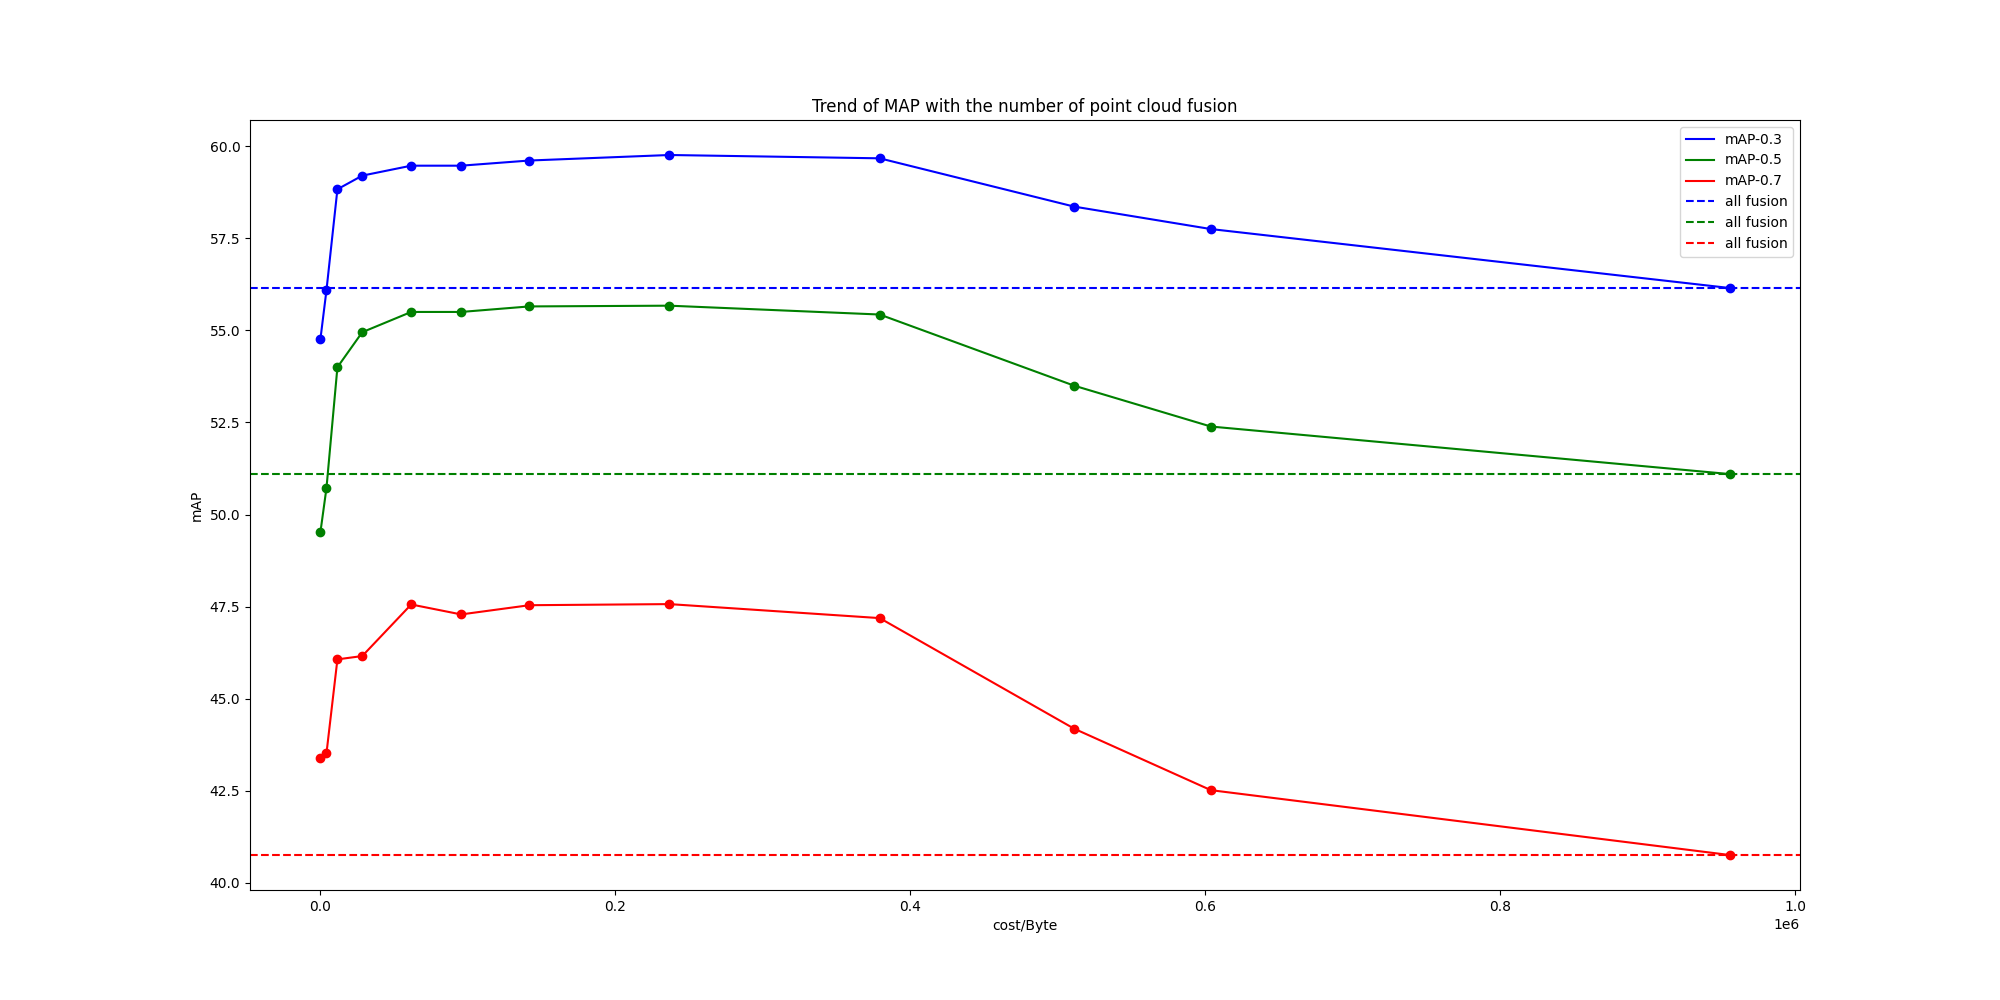 Trend of MAP with the number of point cloud fusion
mAP-0.3
mAP-0.5
mAP-0.7
all fusion
all fusion
all fusion
60.0
57.5
55.0
52.5
50.0
47.5
45.0
42.5
40.0
mAP
0.0 0.2 0.4 0.6 0.8 1.0
cost/Byte
1e6